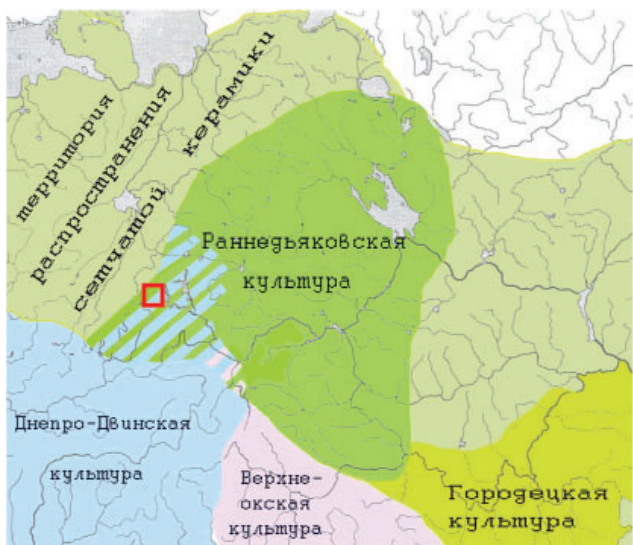 территория
распространения
сетчатой
керамики
Раннедьяковская
культура
Днепро-Двинская
культура
Верхне-
окская
культура
Городецкая
культура